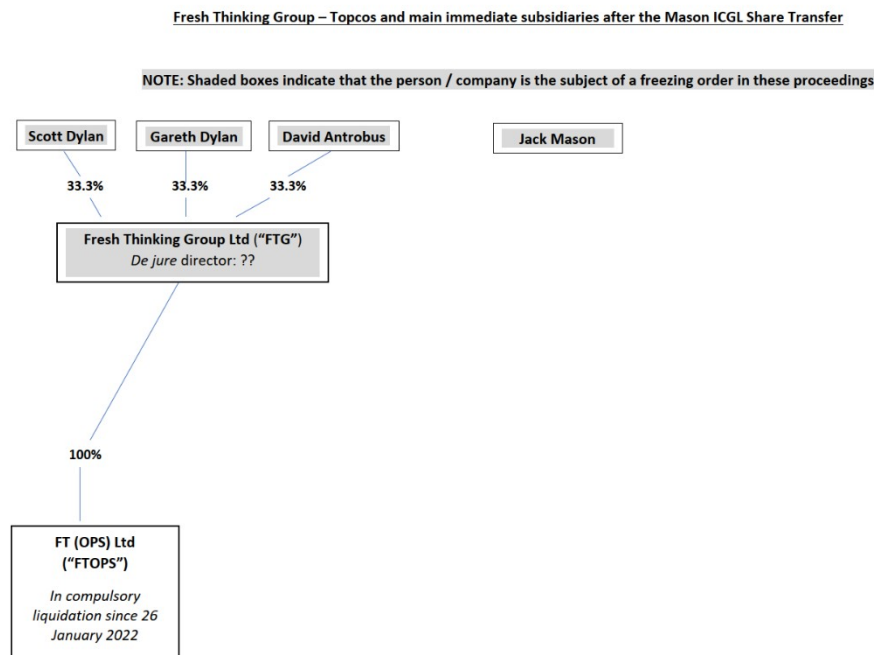 Fresh Thinking Group – Topcos and main immediate subsidiaries after the Mason ICGL Share Transfer
NOTE: Shaded boxes indicate that the person / company is the subject of a freezing order in these proceedings
Scott Dylan
Gareth Dylan
David Antrobus
Jack Mason
33.3%
33.3%
33.3%
Fresh Thinking Group Ltd (“FTG”)
De jure director: ??
100%
FT (OPS) Ltd
(“FTOPS”)
In compulsory
liquidation since 26
January 2022